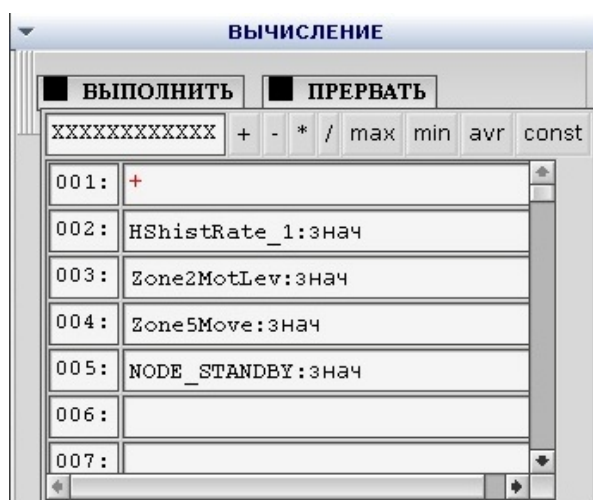 ВЫЧИСЛЕНИЕ
ВЫПОЛНИТЬ ПРЕРВАТЬ
XXXXXXXXXXXX + - * / max min avr const
001: +
002: HShistRate_1:знач
003: Zone2MotLev:знач
004: Zone5Move:знач
005: NODE_STANDBY:знач
006:
007: